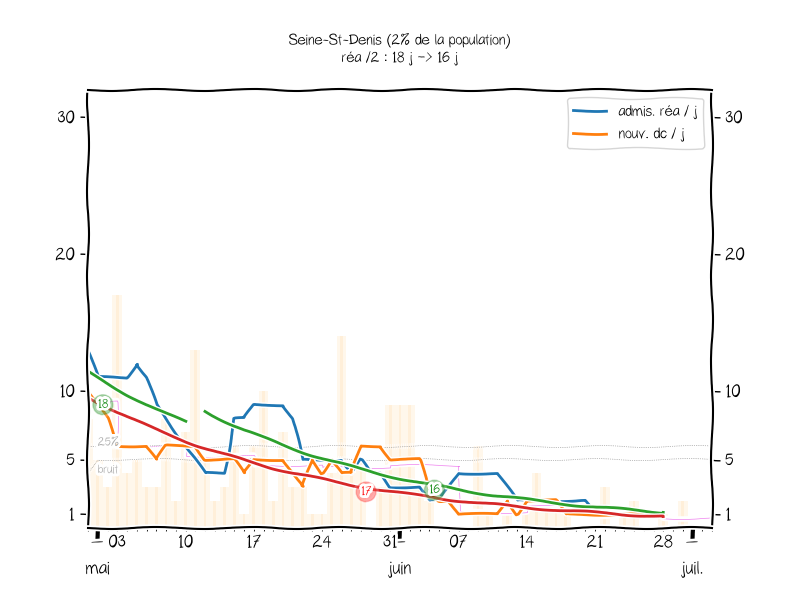 Seine-St-Denis (2% de la population)
réa /2 : 18 j -> 16 j
admis. réa / j
nouv. dc / j
30 30
20 20
10 10
18
2.5%
5 5
bruit
17 16
1 1
03 10 17 24 31 07 14 21 28
mai juin juil.